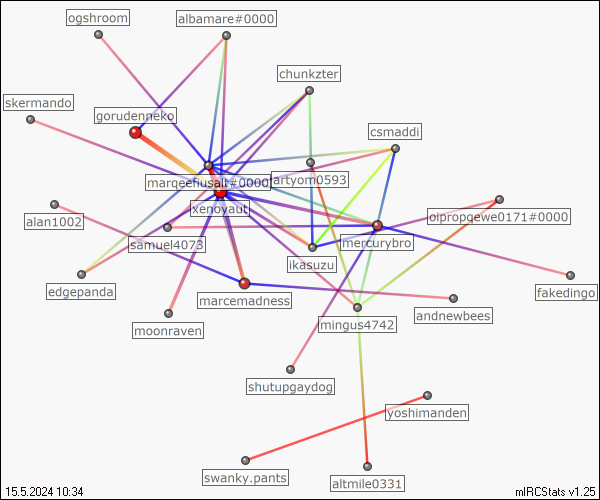 ogshroom
albamare#0000
chunkzter
skermando
gorudenneko
csmaddi
marqeefusalt#0000
artyom0593
xenoyauti
alan1002
oipropqewe0171#0000
samuel4073
mercurybro
ikasuzu
edgepanda
marcemadness
fakedingo
moonraven
mingus4742
andnewbees
shutupgaydog
yoshimanden
swanky.pants
altmile0331
15.5.2024 10:34
mIRCStats v1.25